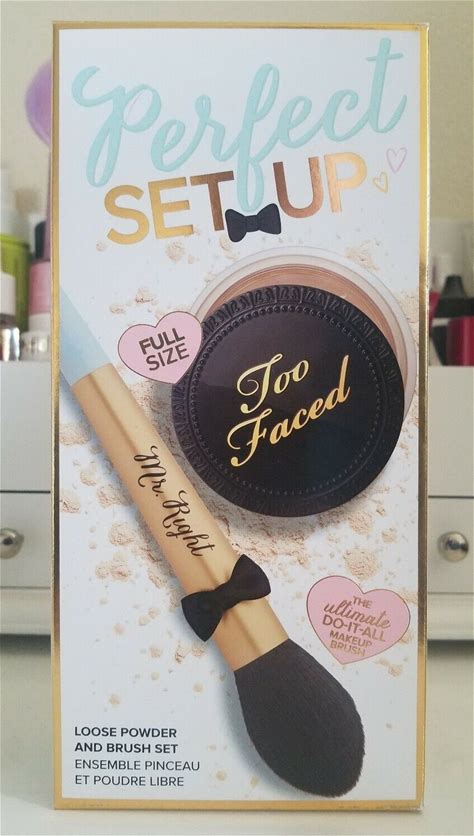 Perfect
SET UP
FULL
SIZE
Too
Faced
Mr. Right
THE
ultimate
DO-IT-ALL
MAKEUP
BRUSH
LOOSE POWDER
AND BRUSH SET
ENSEMBLE PINCEAU
ET POUDRE LIBRE